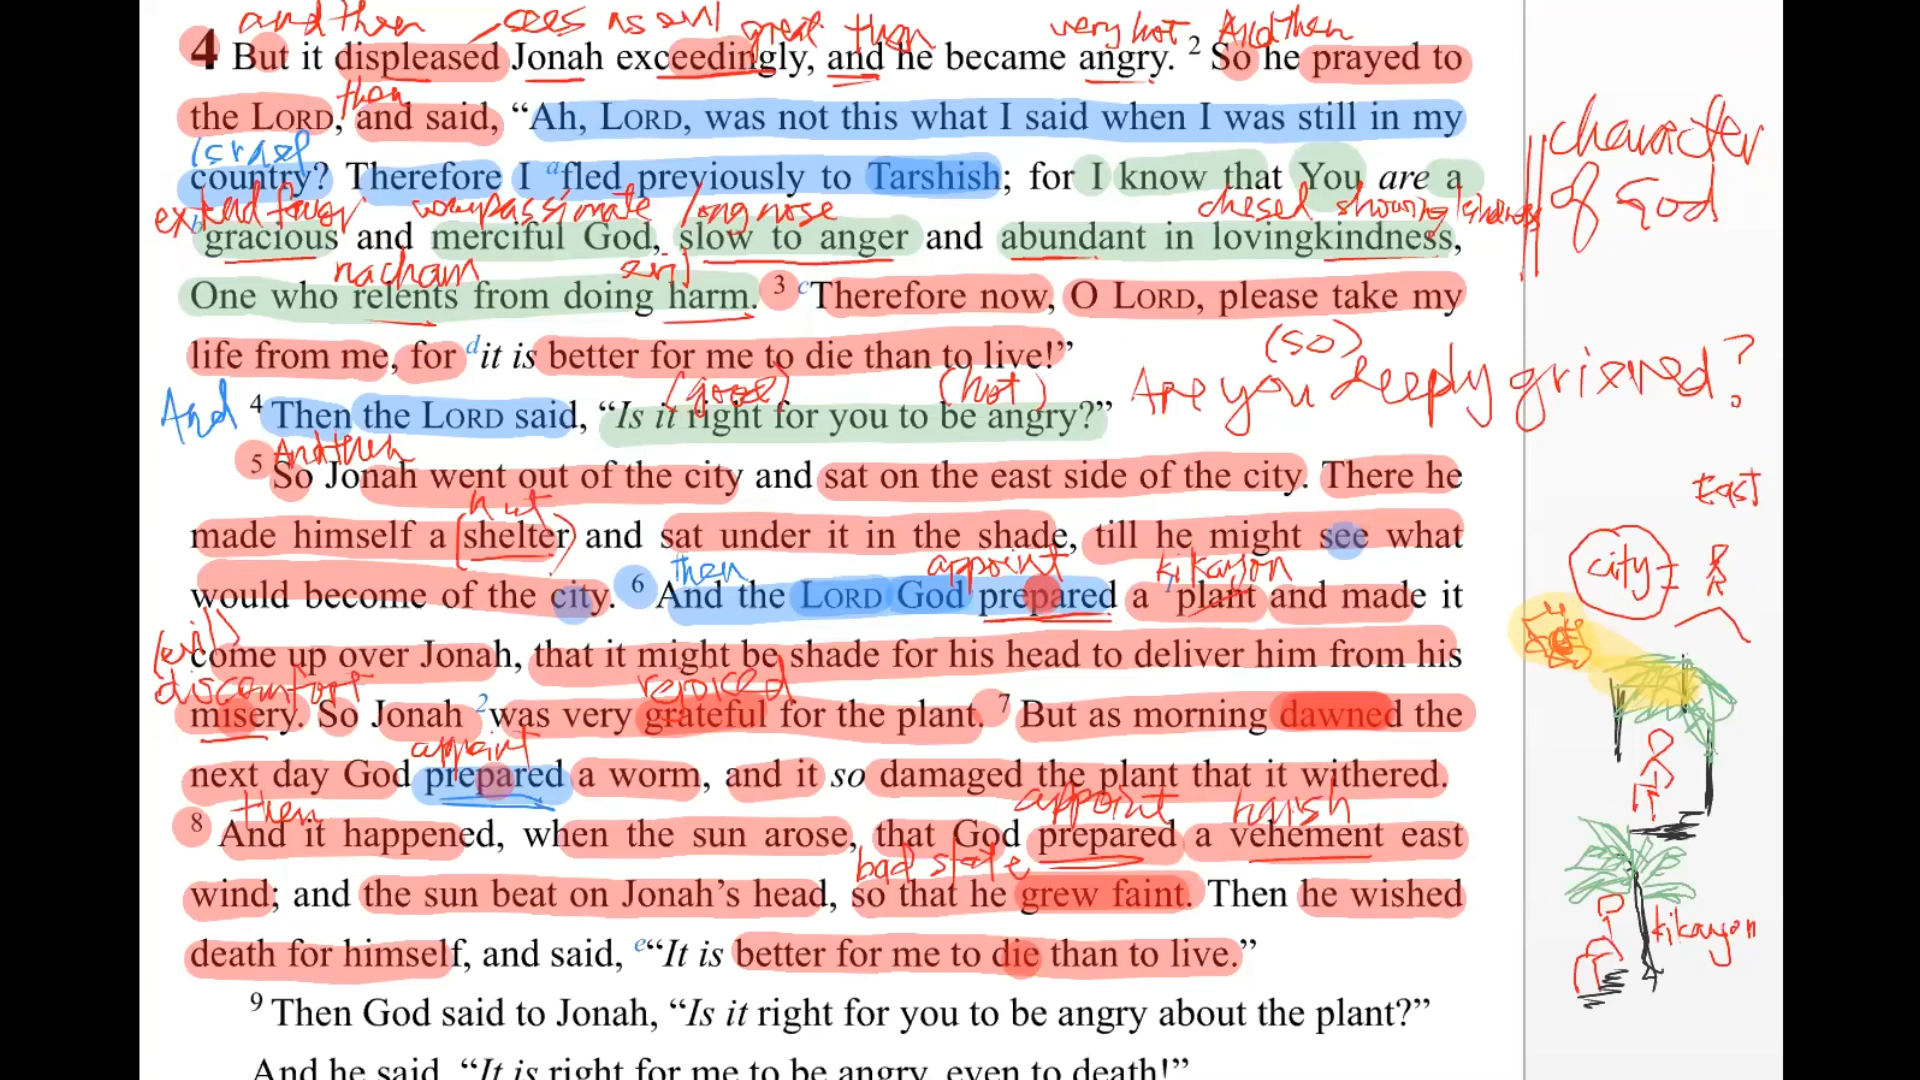 and then sees as evil great then very hot And then
4 But it displeased Jonah exceedingly, and he became angry. 2 So he prayed to
then
the LORD, and said, “Ah, LORD, was not this what I said when I was still in my
Israel
country? Therefore I a fled previously to Tarshish; for I know that You are a
extend favor compassionate long nose chesed showing kindness
b gracious and merciful God, slow to anger and abundant in lovingkindness,
nacham evil
One who relents from doing harm. 3 c Therefore now, O LORD, please take my
life from me, for d it is better for me to die than to live!”
(good) (hot) (so)
Are you deeply grieved?
And 4 Then the LORD said, “Is it right for you to be angry?”
And then
5 So Jonah went out of the city and sat on the east side of the city. There he
hut
made himself a (shelter) and sat under it in the shade, till he might see what
then appoint kikayon
would become of the city. 6 And the LORD God prepared a 1 plant and made it
(evil)
come up over Jonah, that it might be shade for his head to deliver him from his
discomfort rejoiced
misery. So Jonah 2 was very grateful for the plant. 7 But as morning dawned the
appoint
next day God prepared a worm, and it so damaged the plant that it withered.
then appoint harsh
8 And it happened, when the sun arose, that God prepared a vehement east
bad state
wind; and the sun beat on Jonah’s head, so that he grew faint. Then he wished
death for himself, and said, e “It is better for me to die than to live.”
9 Then God said to Jonah, “Is it right for you to be angry about the plant?”
And he said, “It is right for me to be angry, even to death!”
character
of God
East
city
kikayon